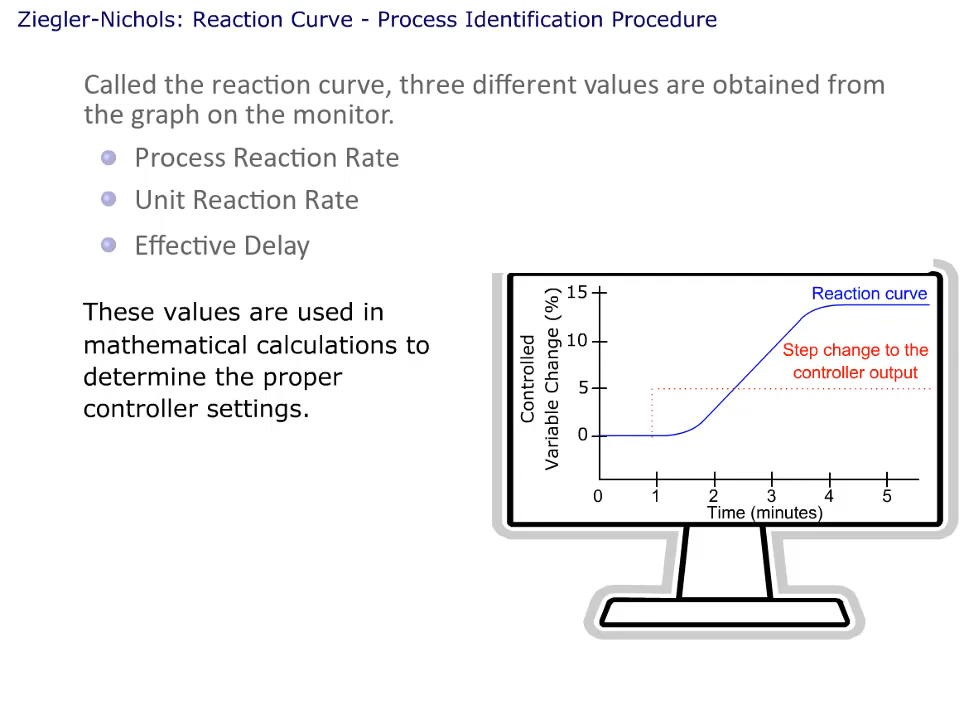 Ziegler-Nichols: Reaction Curve - Process Identification Procedure
Called the reaction curve, three different values are obtained from
the graph on the monitor.
Process Reaction Rate
Unit Reaction Rate
Effective Delay
These values are used in
mathematical calculations to
determine the proper
controller settings.
Controlled
Variable Change (%)
15
10
5
0
Reaction curve
Step change to the
controller output
0 1 2 3 4 5
Time (minutes)